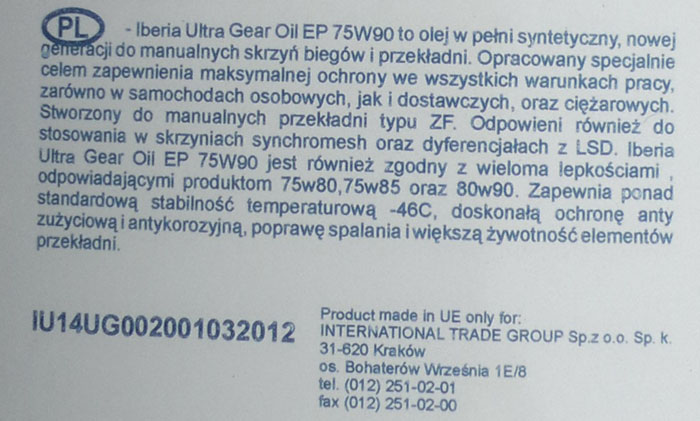 PL - Iberia Ultra Gear Oil EP 75W90 to olej w pełni syntetyczny, nowej
generacji do manualnych skrzyń biegów i przekładni. Opracowany specjalnie
celem zapewnienia maksymalnej ochrony we wszystkich warunkach pracy,
zarówno w samochodach osobowych, jak i dostawczych, oraz ciężarowych.
Stworzony do manualnych przekładni typu ZF. Odpowieni również do
stosowania w skrzyniach synchromesh oraz dyferencjałach z LSD. Iberia
Ultra Gear Oil EP 75W90 jest również zgodny z wieloma lepkościami ,
odpowiadającymi produktom 75w80,75w85 oraz 80w90. Zapewnia ponad
standardową stabilność temperaturową -46C, doskonałą ochronę anty
zużyciową i antykorozyjną, poprawę spalania i większą żywotność elementów
przekładni.
IU14UG002001032012
Product made in UE only for:
INTERNATIONAL TRADE GROUP Sp.z o.o. Sp. k.
31-620 Kraków
os. Bohaterów Września 1E/8
tel. (012) 251-02-01
fax (012) 251-02-00